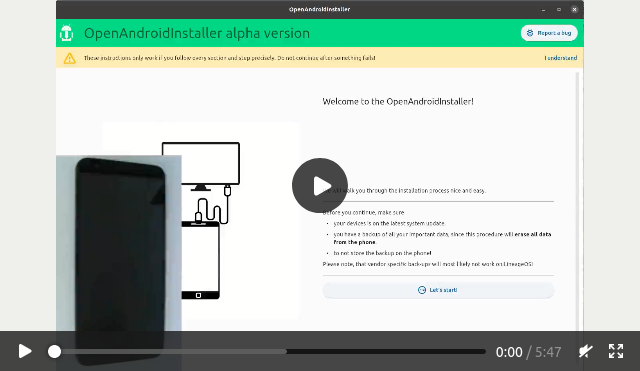 OpenAndroidInstaller
OpenAndroidInstaller alpha version
Report a bug
These instructions only work if you follow every section and step precisely. Do not continue after something fails!
I understand
Welcome to the OpenAndroidInstaller!
walk you through the installation process nice and easy.
Before you continue, make sure
• your devices is on the latest system update.
• you have a backup of all your important data, since this procedure will erase all data
from the phone.
• to not store the backup on the phone!
Please note, that vendor specific back-ups will most likely not work on LineageOS!
Let's start!
0:00 / 5:47